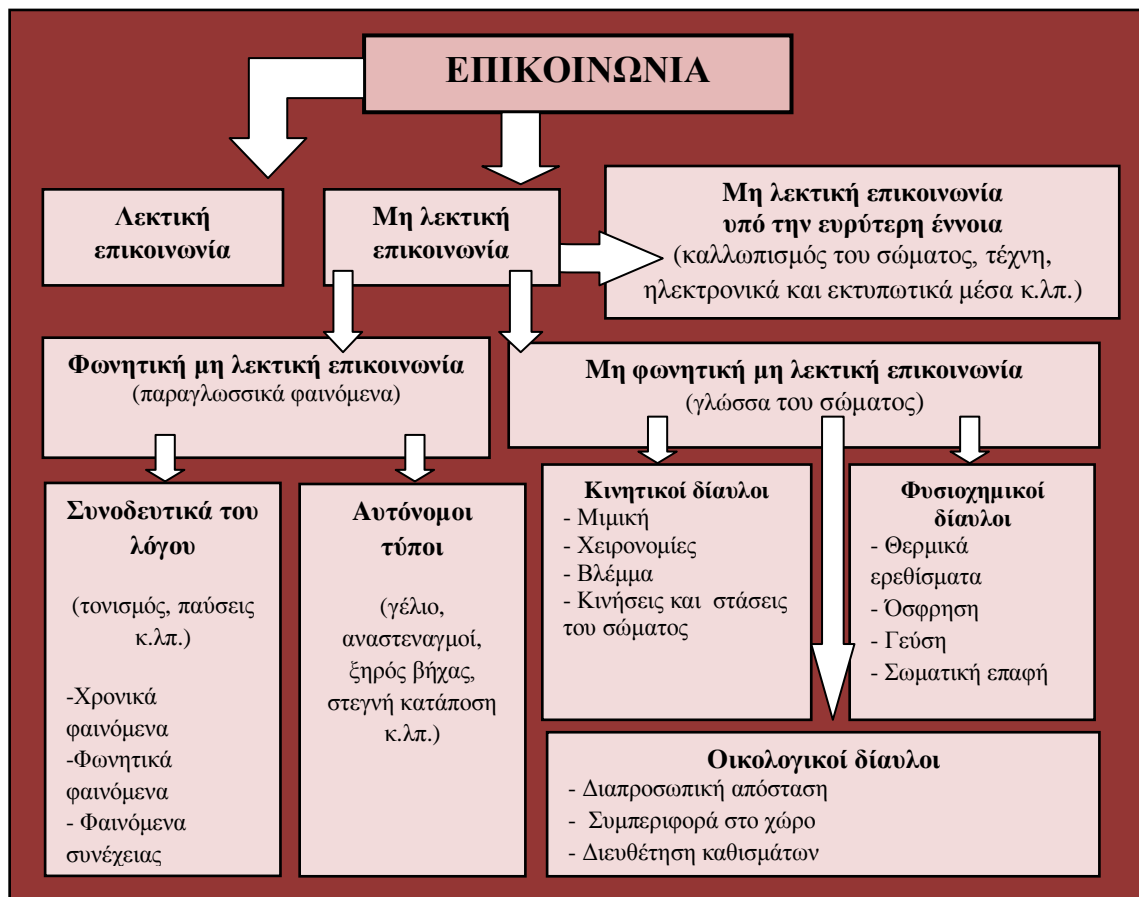 ΕΠΙΚΟΙΝΩΝΙΑ
Λεκτική
επικοινωνία
Μη λεκτική
επικοινωνία
Μη λεκτική επικοινωνία
υπό την ευρύτερη έννοια
(καλλωπισμός του σώματος, τέχνη,
ηλεκτρονικά και εκτυπωτικά μέσα κ.λπ.)
Φωνητική μη λεκτική επικοινωνία
(παραγλωσσικά φαινόμενα)
Μη φωνητική μη λεκτική επικοινωνία
(γλώσσα του σώματος)
Συνοδευτικά του
λόγου
(τονισμός, παύσεις
κ.λπ.)
-Χρονικά
φαινόμενα
-Φωνητικά
φαινόμενα
- Φαινόμενα
συνέχειας
Αυτόνομοι
τύποι
(γέλιο,
αναστεναγμοί,
ξηρός βήχας,
στεγνή κατάποση
κ.λπ.)
Κινητικοί δίαυλοι
- Μιμική
- Χειρονομίες
- Βλέμμα
- Κινήσεις και στάσεις
του σώματος
Φυσιοχημικοί
δίαυλοι
- Θερμικά
ερεθίσματα
- Όσφρηση
- Γεύση
- Σωματική επαφή
Οικολογικοί δίαυλοι
- Διαπροσωπική απόσταση
- Συμπεριφορά στο χώρο
- Διευθέτηση καθισμάτων